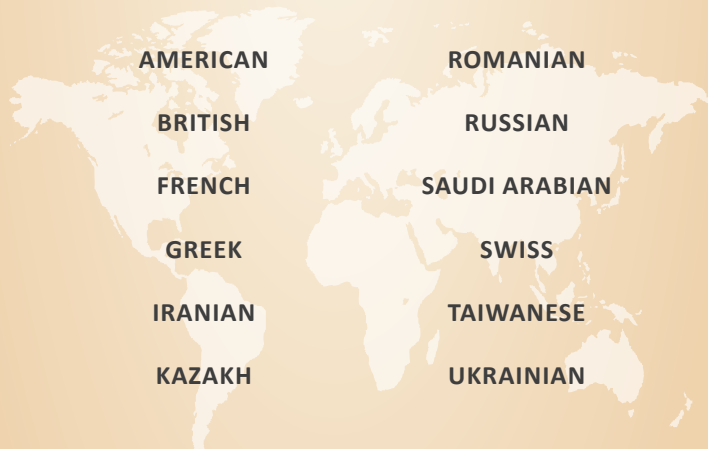 AMERICAN
BRITISH
FRENCH
GREEK
IRANIAN
KAZAKH
ROMANIAN
RUSSIAN
SAUDI ARABIAN
SWISS
TAIWANESE
UKRAINIAN